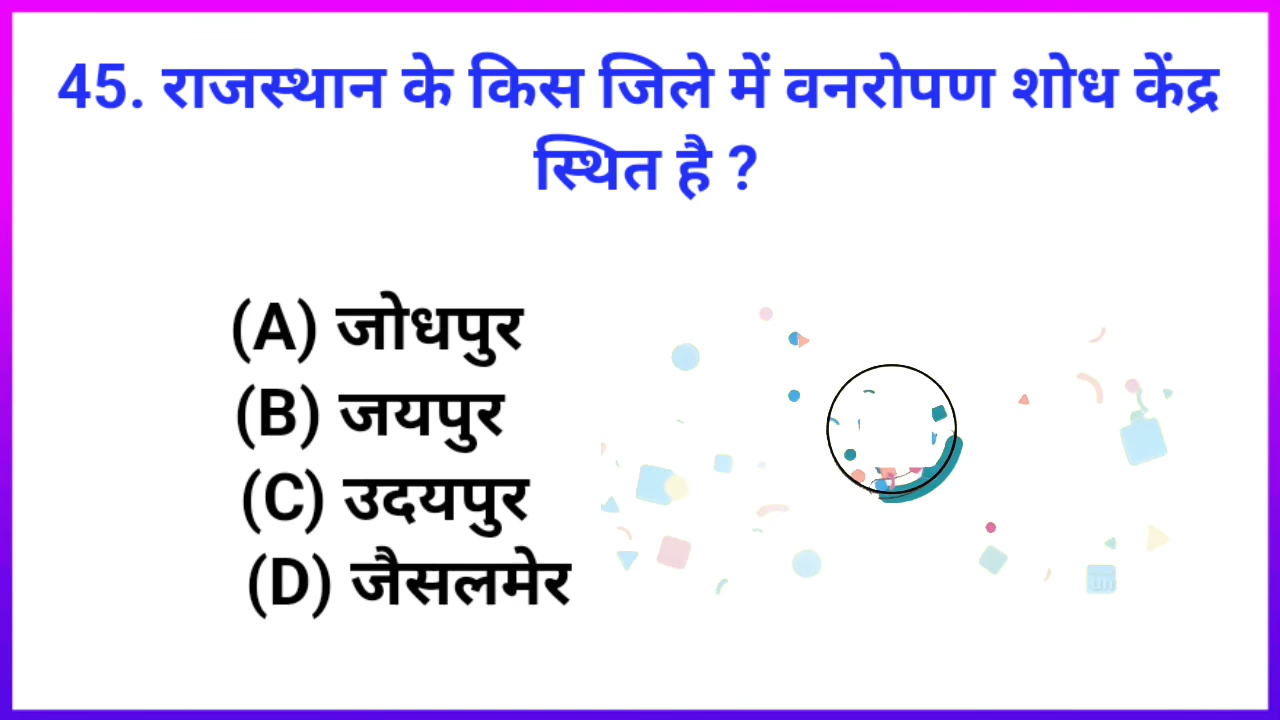 45. राजस्थान के किस जिले में वनरोपण शोध केंद्र
स्थित है ?
(A) जोधपुर
(B) जयपुर
(C) उदयपुर
(D) जैसलमेर